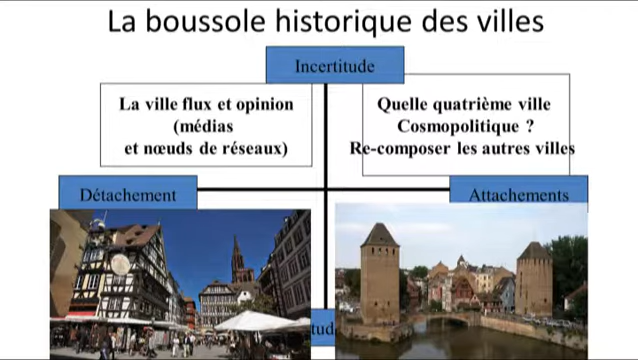 La boussole historique des villes
Incertitude
La ville flux et opinion
(médias
et nœuds de réseaux)
Quelle quatrième ville
Cosmopolitique ?
Re-composer les autres villes
Détachement
Attachements
tud